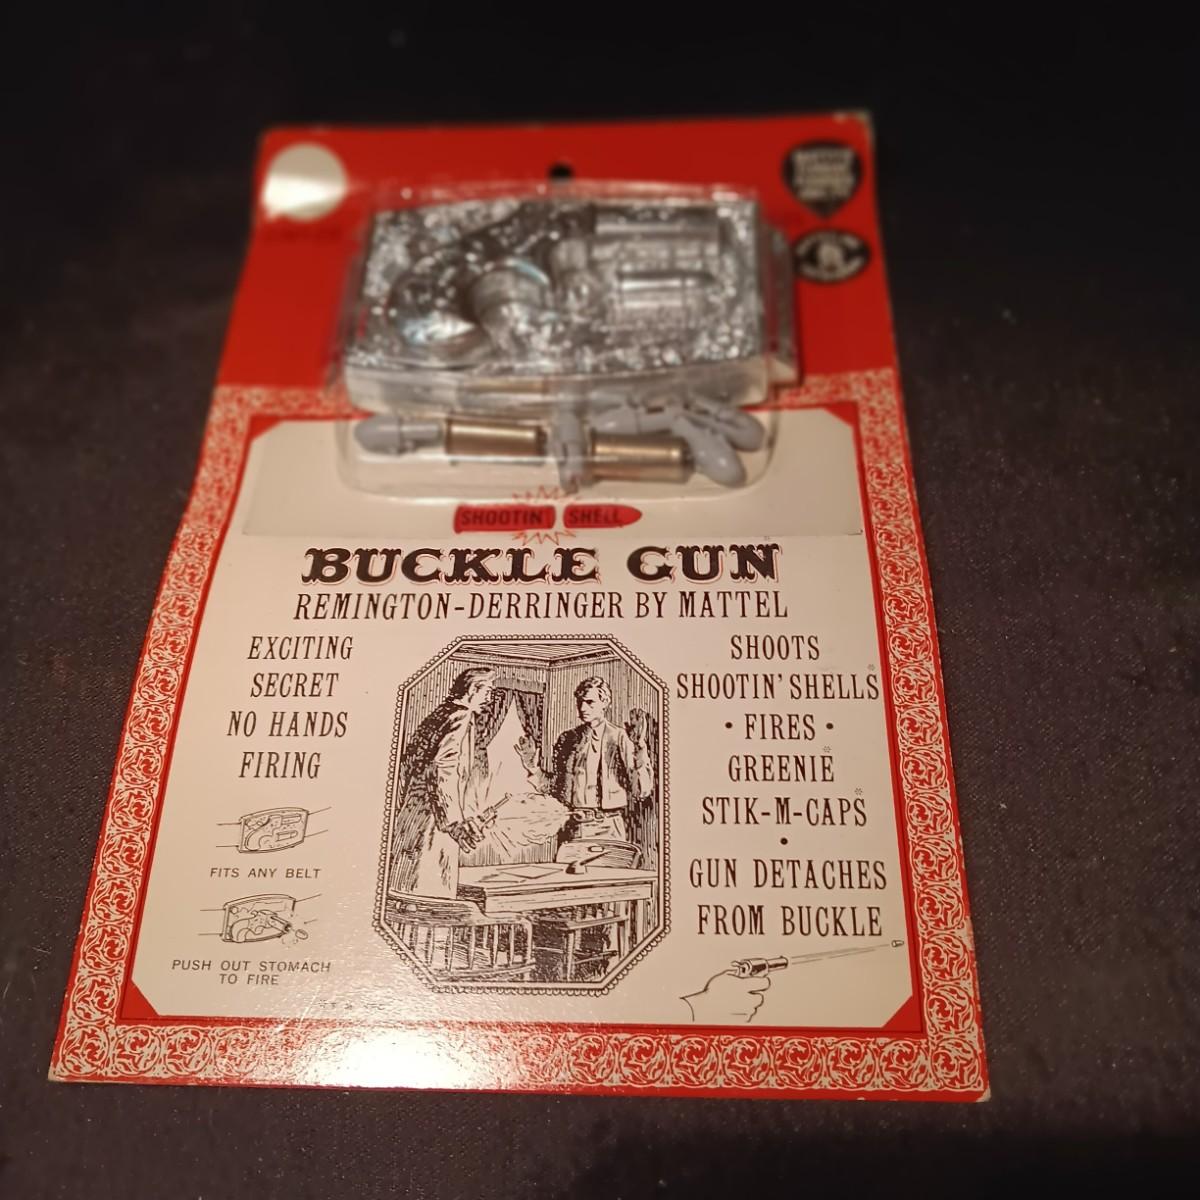 SHOOTIN' SHELL
BUCKLE GUN
REMINGTON-DERRINGER BY MATTEL
EXCITING
SECRET
NO HANDS
FIRING
FITS ANY BELT
PUSH OUT STOMACH
TO FIRE
SHOOTS
SHOOTIN' SHELLS*
• FIRES •
GREENIE*
STIK-M-CAPS*
•
GUN DETACHES
FROM BUCKLE